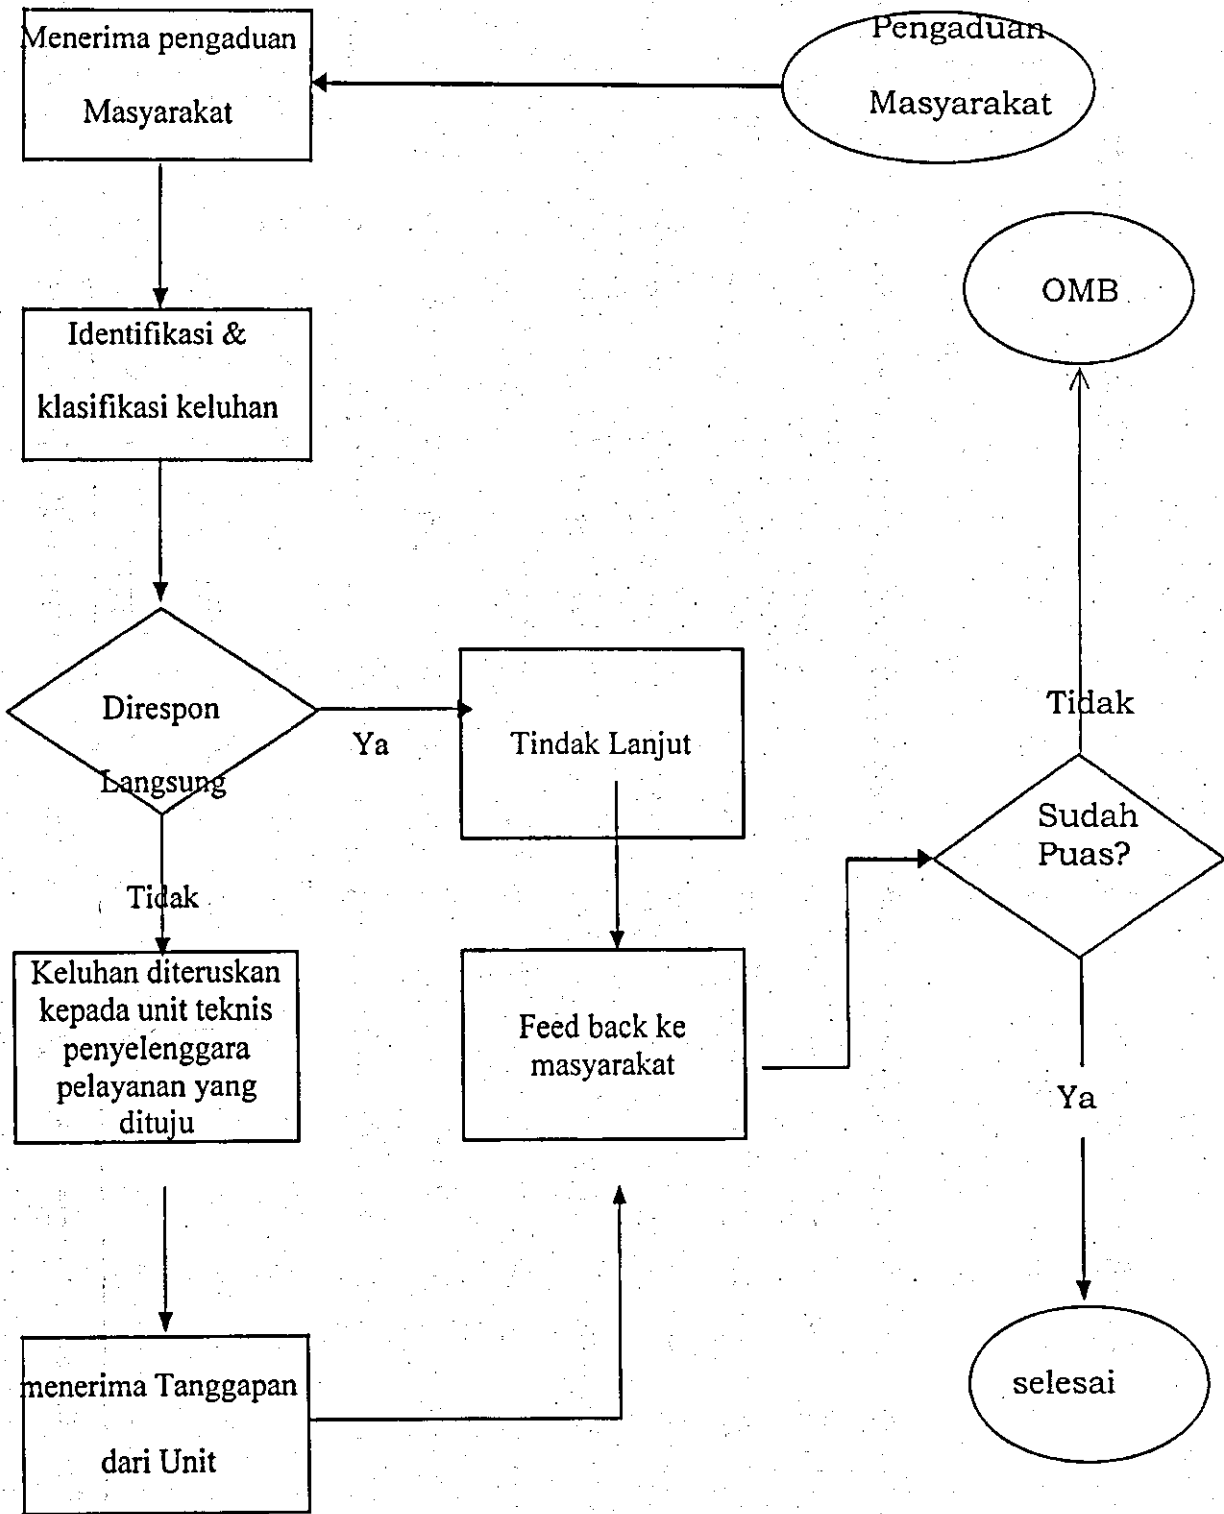 Menerima pengaduan
Masyarakat
Pengaduan
Masyarakat
OMB
Identifikasi &
klasifikasi keluhan
Direspon
Langsung
Ya
Tindak Lanjut
Tidak
Sudah
Puas?
Tidak
Keluhan diteruskan
kepada unit teknis
penyelenggara
pelayanan yang
dituju
Feed back ke
masyarakat
Ya
menerima Tanggapan
dari Unit
selesai